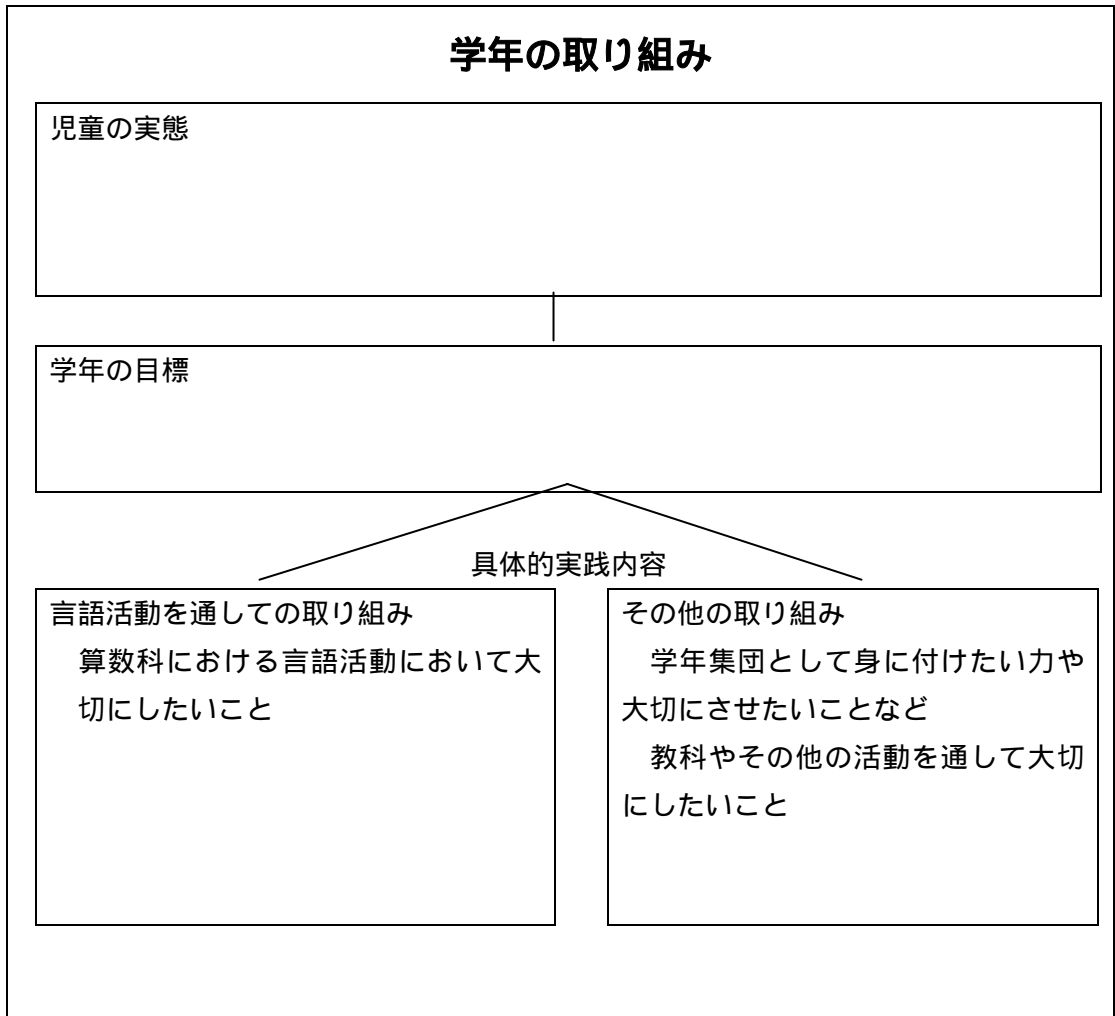 学年の取り組み
児童の実態
学年の目標
具体的実践内容
言語活動を通しての取り組み
算数科における言語活動において大
切にしたいこと
その他の取り組み
学年集団として身に付けたい力や
大切にさせたいことなど
教科やその他の活動を通して大切
にしたいこと